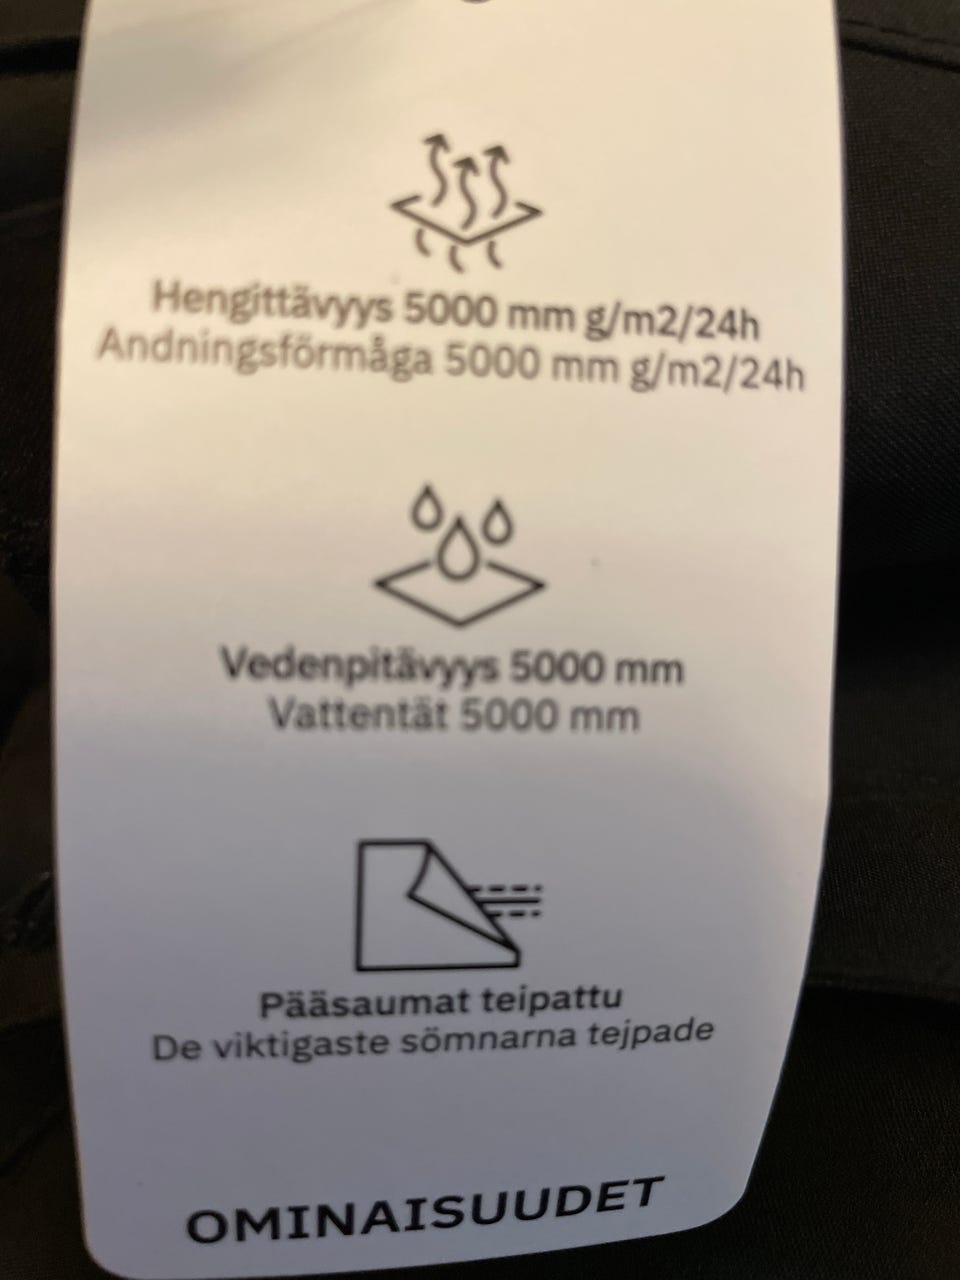 Hengittävyys 5000 mm g/m2/24h
Andningsförmåga 5000 mm g/m2/24h
Vedenpitävyys 5000 mm
Vattentät 5000 mm
Pääsaumat teipattu
De viktigaste sömnarna tejpade
OMINAISUUDET